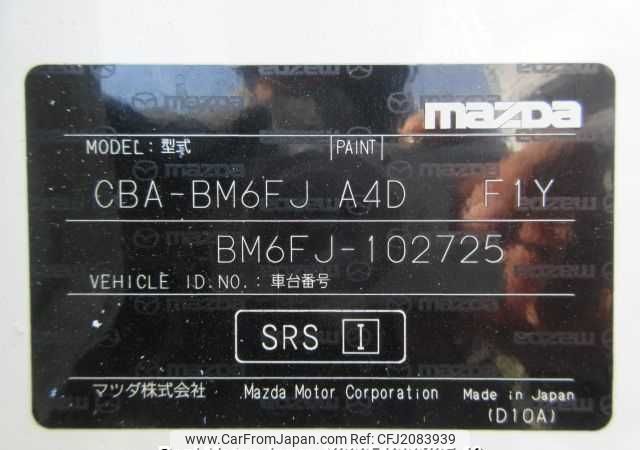 mazda
MODEL: 型式 PAINT
CBA-BM6FJ A4D F1Y
BM6FJ-102725
VEHICLE ID.NO.: 車台番号
SRS I
マツダ株式会社 Mazda Motor Corporation Made in Japan
(D10A)
www.CarFromJapan.com | Ref No. CFJ2083939